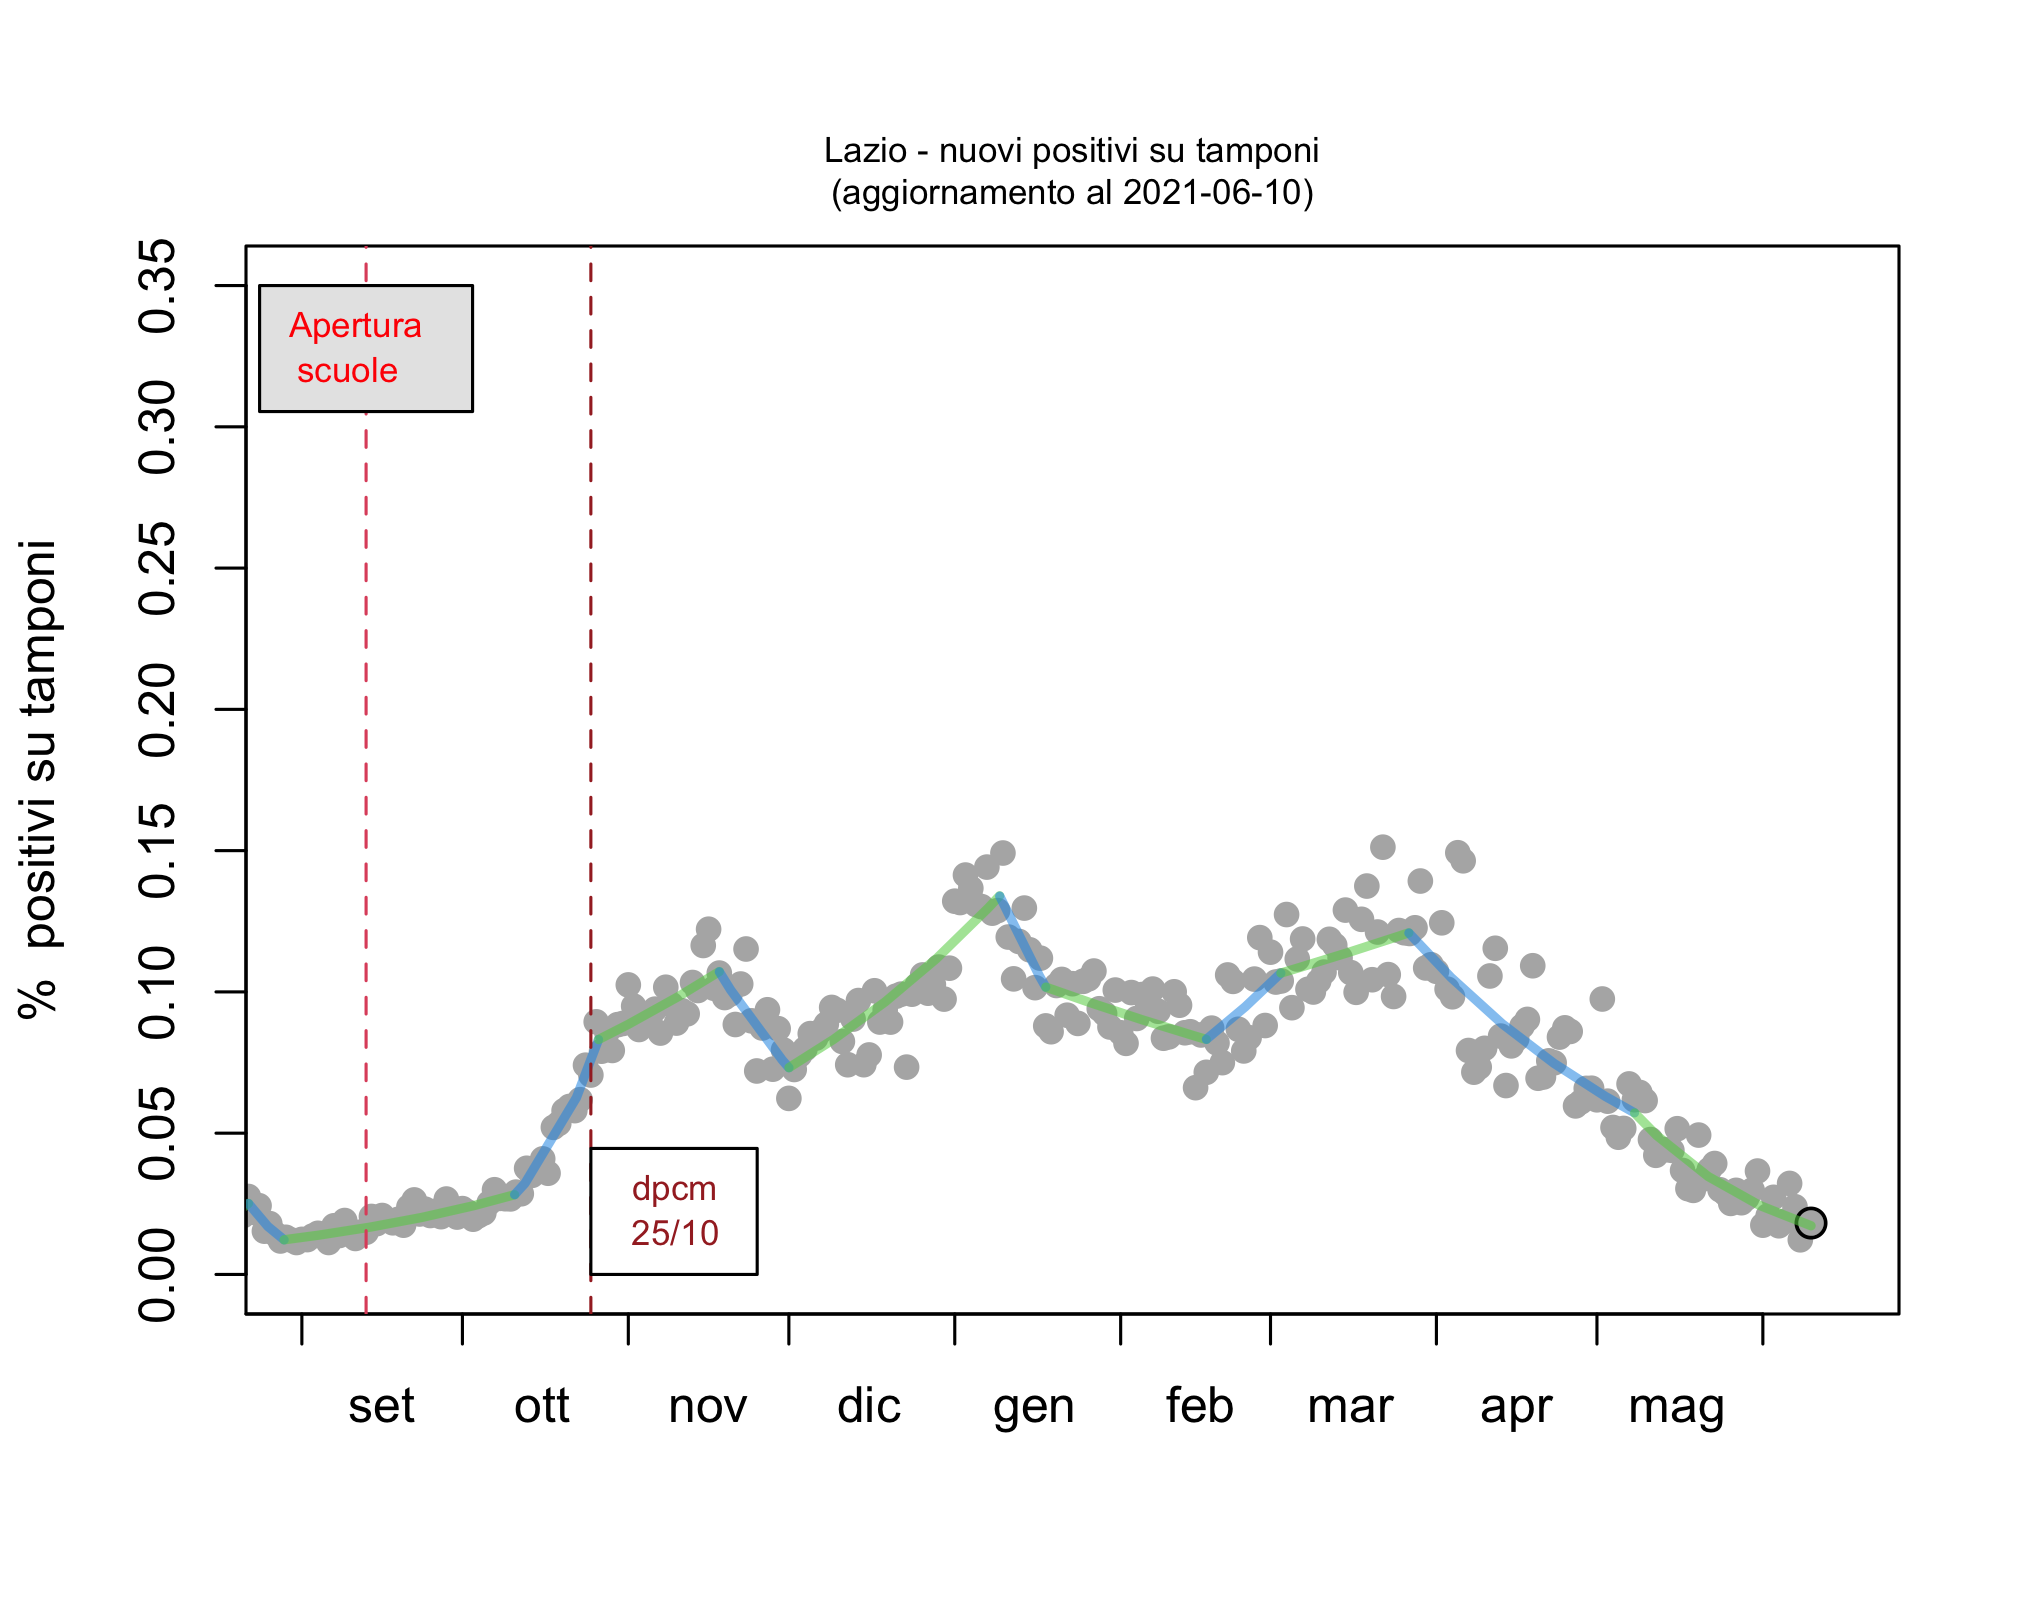 Lazio - nuovi positivi su tamponi
(aggiornamento al 2021-06-10)
% positivi su tamponi
0.35
0.30
0.25
0.20
0.15
0.10
0.05
0.00
Apertura
scuole
dpcm
25/10
set ott nov dic gen feb mar apr mag